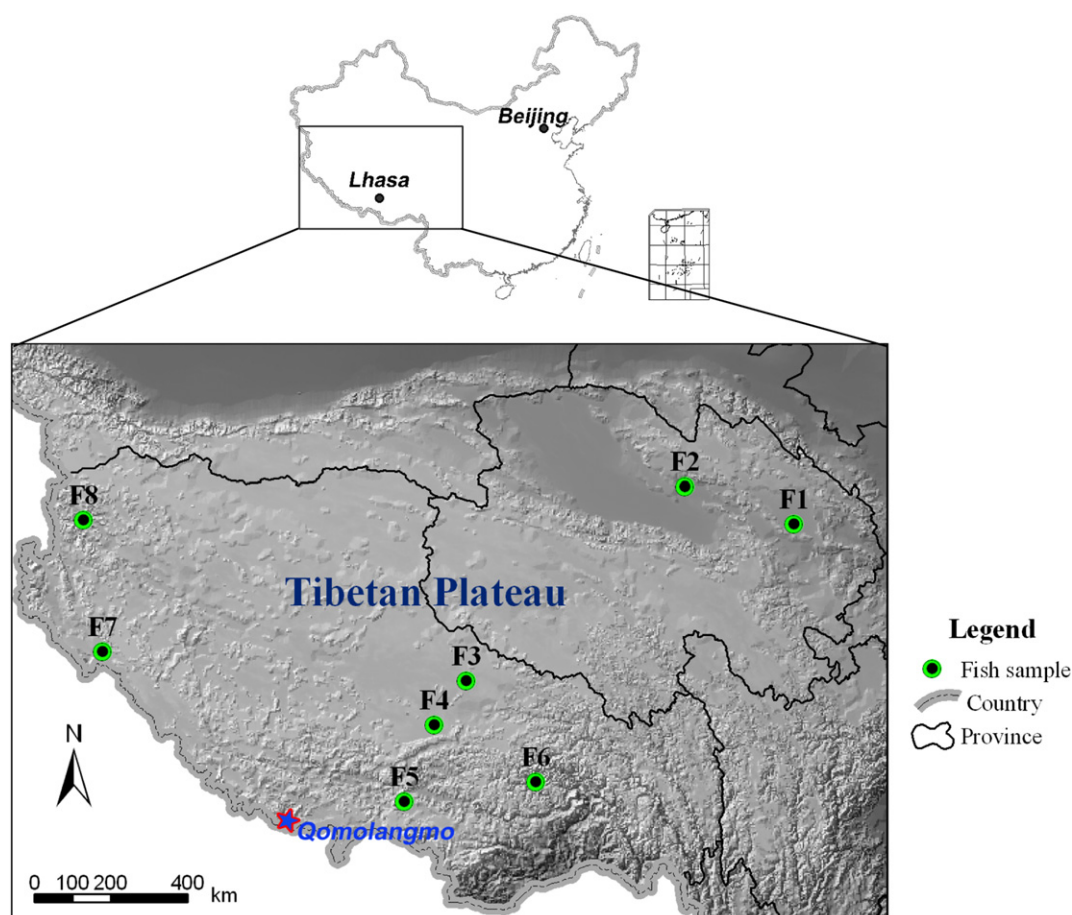 Beijing
Lhasa
F2
F1
F8
Tibetan Plateau
F7
F3
F4
F6
F5
Qomolangmo
N
0 100 200 400
km
Legend
Fish sample
Country
Province